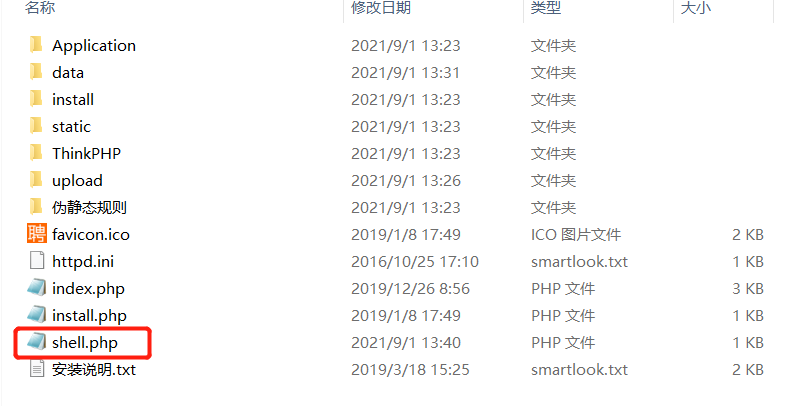 名称 修改日期 类型 大小
Application 2021/9/1 13:23 文件夹
data 2021/9/1 13:31 文件夹
install 2021/9/1 13:23 文件夹
static 2021/9/1 13:23 文件夹
ThinkPHP 2021/9/1 13:23 文件夹
upload 2021/9/1 13:26 文件夹
伪静态规则 2021/9/1 13:23 文件夹
聘 favicon.ico 2019/1/8 17:49 ICO 图片文件 2 KB
httpd.ini 2016/10/25 17:10 smartlook.txt 1 KB
index.php 2019/12/26 8:56 PHP 文件 3 KB
install.php 2019/1/8 17:49 PHP 文件 1 KB
shell.php 2021/9/1 13:40 PHP 文件 1 KB
安装说明.txt 2019/3/18 15:25 smartlook.txt 2 KB